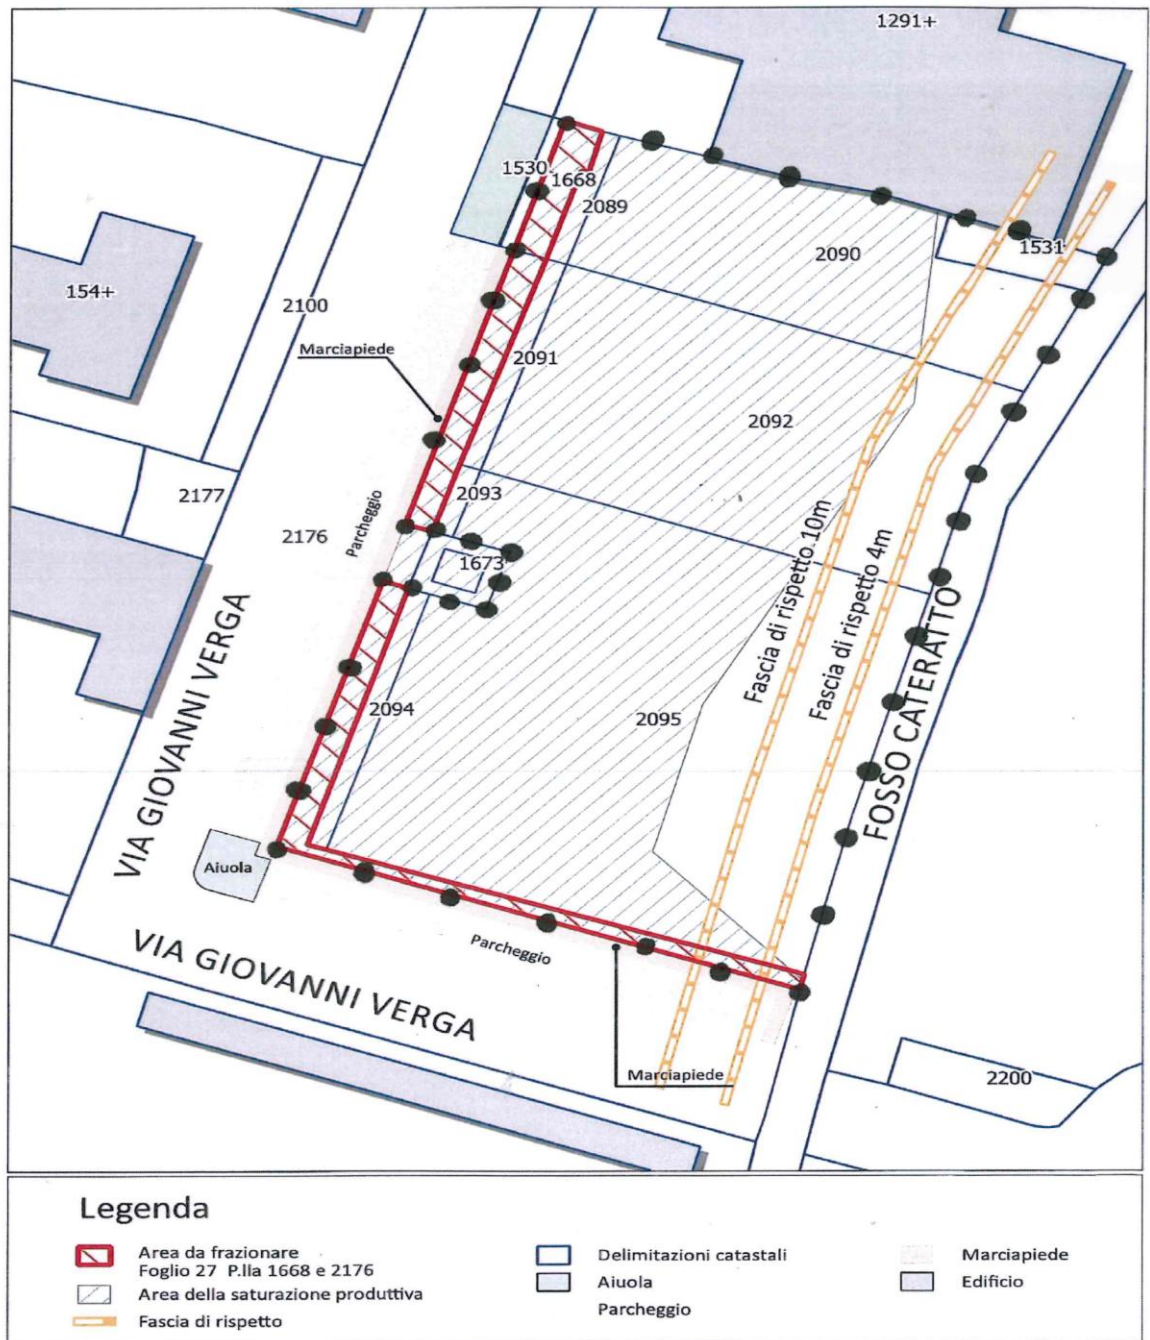 1291+
1530
1668
2089
2090
1531
154+
2100
Marciapiede
2091
2092
2177
2093
Parcheggio
2176
1673
Fascia di rispetto 10m
Fascia di rispetto 4m
FOSSO CATERATTO
VIA GIOVANNI VERGA
2094
2095
Aiuola
Parcheggio
VIA GIOVANNI VERGA
Marciapiede
2200
Legenda
Area da frazionare
Foglio 27 P.lla 1668 e 2176
Area della saturazione produttiva
Fascia di rispetto
Delimitazioni catastali
Aiuola
Parcheggio
Marciapiede
Edificio